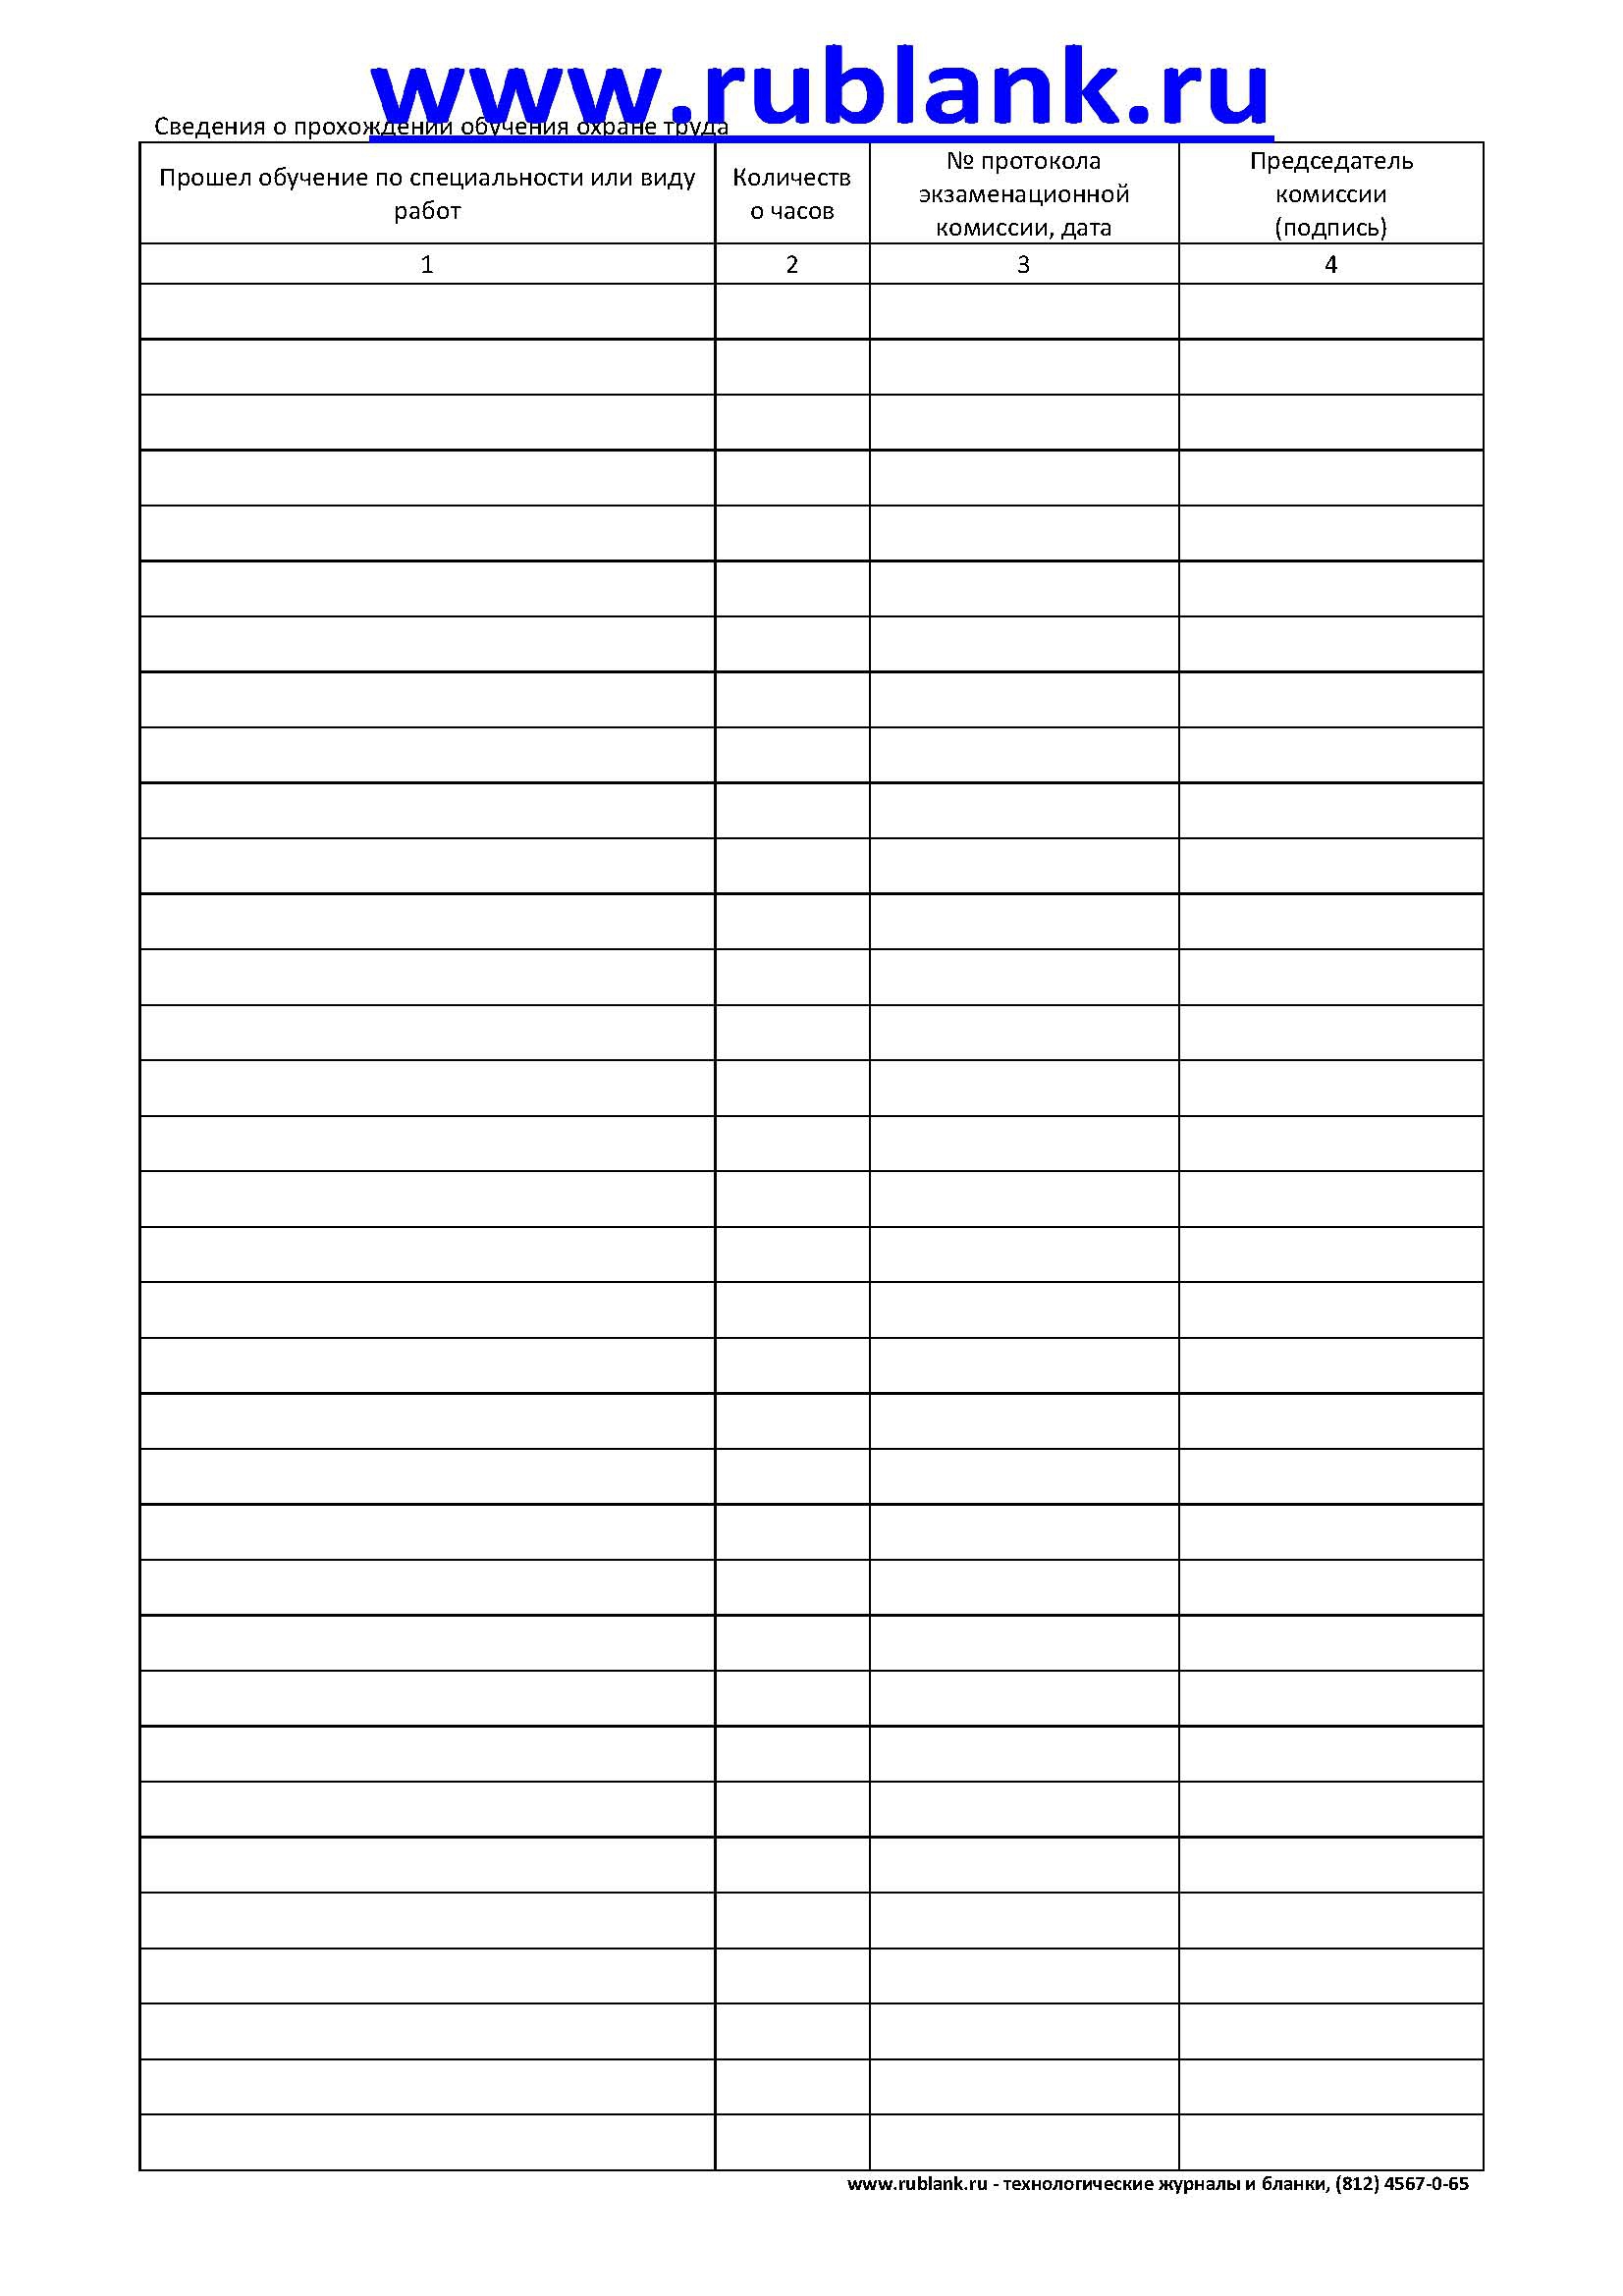 www.rublank.ru
Сведения о прохождении обучения охране труда
Прошел обучение по специальности или виду
работ
Количеств
о часов
№ протокола
экзаменационной
комиссии, дата
Председатель
комиссии
(подпись)
1 2 3 4
www.rublank.ru - технологические журналы и бланки, (812) 4567-0-65